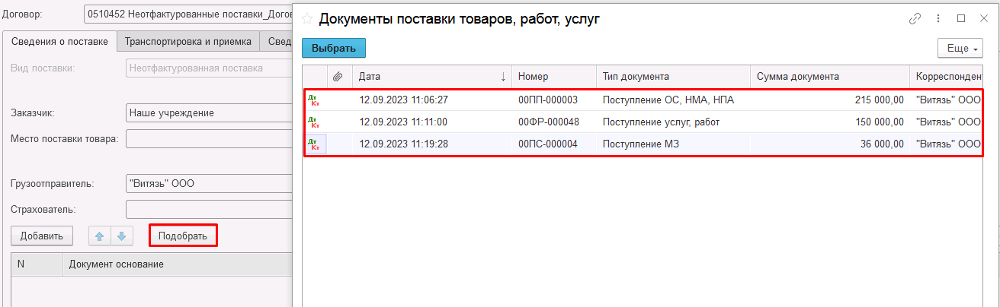 Договор: 0510452 Неотфактурованные поставки_Дого
Сведения о поставке Транспортировка и приемка Свед
Вид поставки: Неотфактурованная поставка
Заказчик: Наше учреждение
Место поставки товара:
Грузоотправитель: "Витязь" ООО
Страхователь:
Добавить Подобрать
N Документ основание
Документы поставки товаров, работ, услуг
Выбрать Еще
Дата ↓ Номер Тип документа Сумма документа Корреспондент
Дт Кт 12.09.2023 11:06:27 00ПП-000003 Поступление ОС, НМА, НПА 215 000,00 "Витязь" ООО
Дт Кт 12.09.2023 11:11:00 00ФР-000048 Поступление услуг, работ 150 000,00 "Витязь" ООО
Дт Кт 12.09.2023 11:19:28 00ПС-000004 Поступление МЗ 36 000,00 "Витязь" ООО